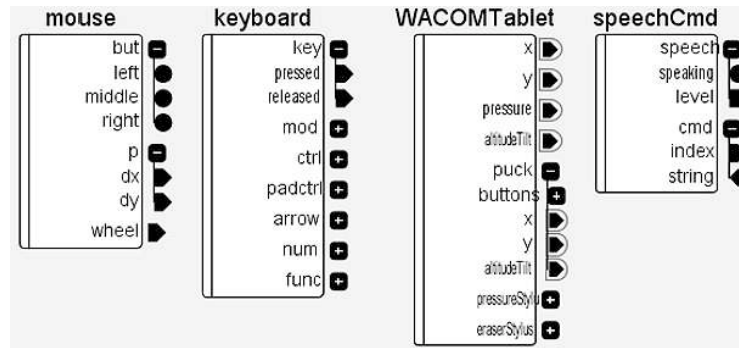 mouse
but
left
middle
right
p
dx
dy
wheel
keyboard
key
pressed
released
mod
ctrl
padctrl
arrow
num
func
WACOMTablet
x
y
pressure
altitudeTilt
puck
buttons
x
y
altitudeTilt
pressureStylu
eraserStylus
speechCmd
speech
speaking
level
cmd
index
string